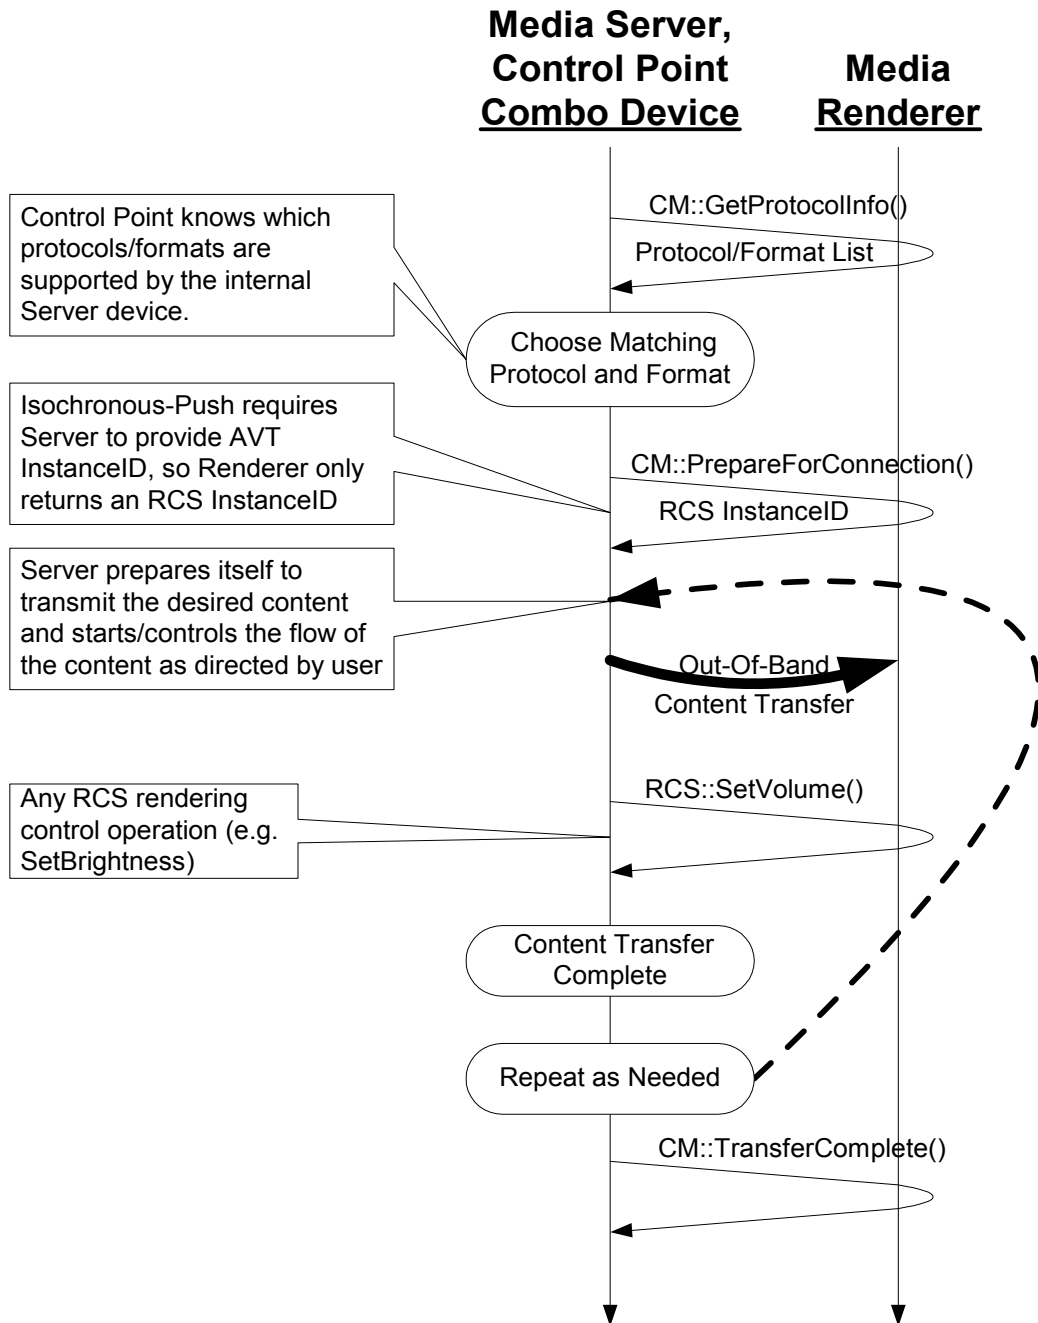 Media Server,
Control Point
Combo Device
Media
Renderer
CM::GetProtocolInfo()
Protocol/Format List
Control Point knows which
protocols/formats are
supported by the internal
Server device.
Choose Matching
Protocol and Format
Isochronous-Push requires
Server to provide AVT
InstanceID, so Renderer only
returns an RCS InstanceID
CM::PrepareForConnection()
RCS InstanceID
Server prepares itself to
transmit the desired content
and starts/controls the flow of
the content as directed by user
Out-Of-Band
Content Transfer
RCS::SetVolume()
Any RCS rendering
control operation (e.g.
SetBrightness)
Content Transfer
Complete
Repeat as Needed
CM::TransferComplete()